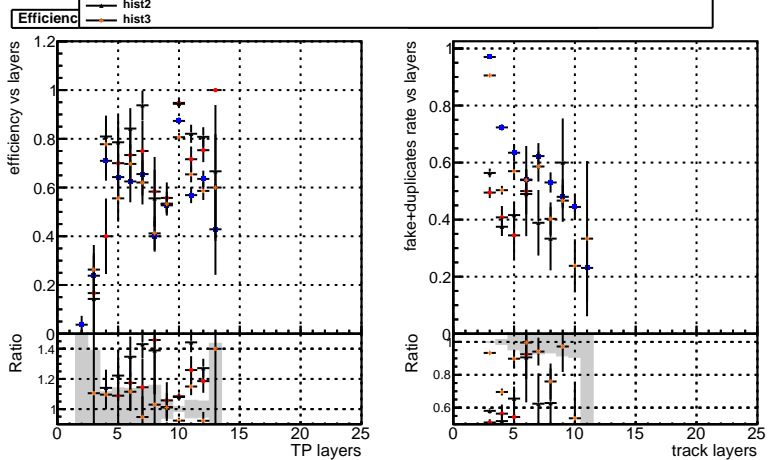 hist2
Efficienc
hist3
efficiency vs layers
1.2
1
0.8
0.6
0.4
0.2
0
Ratio
1.4
1.2
1
0 5 10 15 20 25
TP layers
fake+duplicates rate vs layers
1
0.8
0.6
0.4
0.2
0
Ratio
1
0.8
0.6
0 5 10 15 20 25
track layers